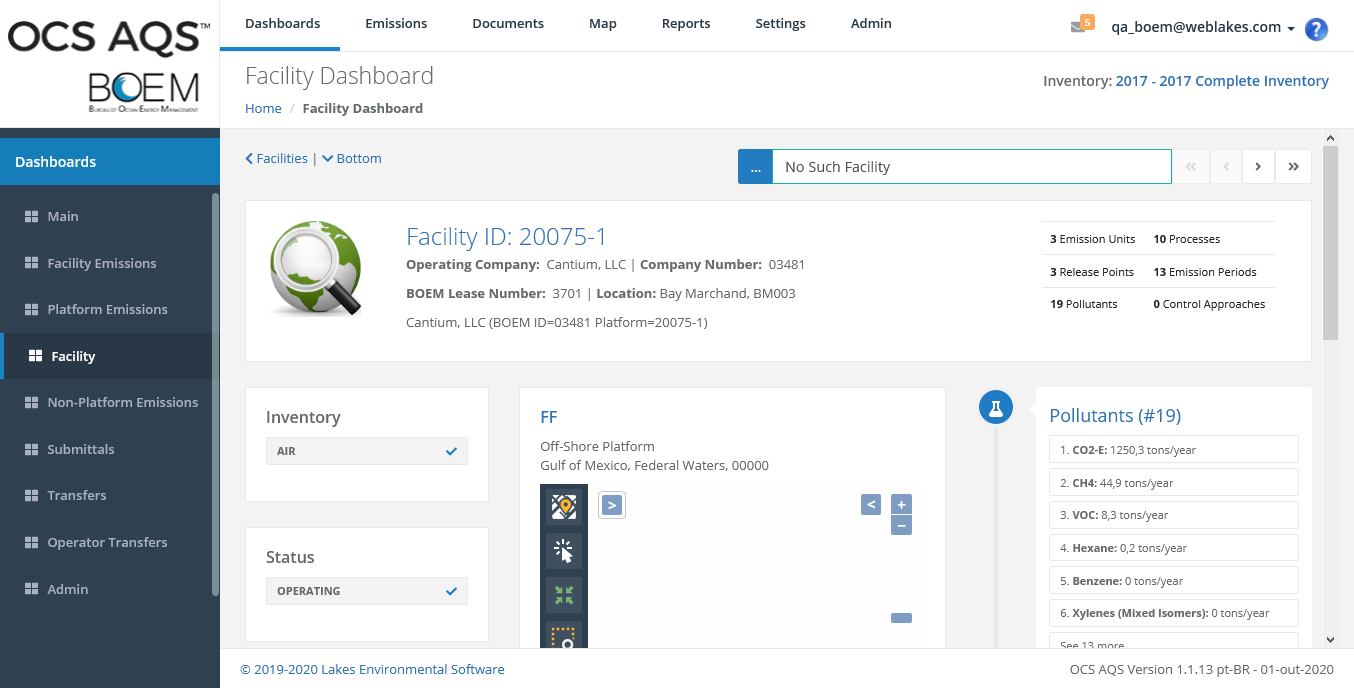 OCS AQS™
BOEM
BUREAU OF OCEAN ENERGY MANAGEMENT
Dashboards
Emissions
Documents
Map
Reports
Settings
Admin
5
qa_boem@weblakes.com
?
Facility Dashboard
Home / Facility Dashboard
Inventory: 2017 - 2017 Complete Inventory
Dashboards
Main
Facility Emissions
Platform Emissions
Facility
Non-Platform Emissions
Submittals
Transfers
Operator Transfers
Admin
Facilities | Bottom
... No Such Facility
Facility ID: 20075-1
Operating Company: Cantium, LLC | Company Number: 03481
BOEM Lease Number: 3701 | Location: Bay Marchand, BM003
Cantium, LLC (BOEM ID=03481 Platform=20075-1)
3 Emission Units 10 Processes
3 Release Points 13 Emission Periods
19 Pollutants 0 Control Approaches
Inventory
AIR
Status
OPERATING
FF
Off-Shore Platform
Gulf of Mexico, Federal Waters, 00000
>
<
+
−
Pollutants (#19)
1. CO2-E: 1250,3 tons/year
2. CH4: 44,9 tons/year
3. VOC: 8,3 tons/year
4. Hexane: 0,2 tons/year
5. Benzene: 0 tons/year
6. Xylenes (Mixed Isomers): 0 tons/year
See 13 more
© 2019-2020 Lakes Environmental Software
OCS AQS Version 1.1.13 pt-BR - 01-out-2020